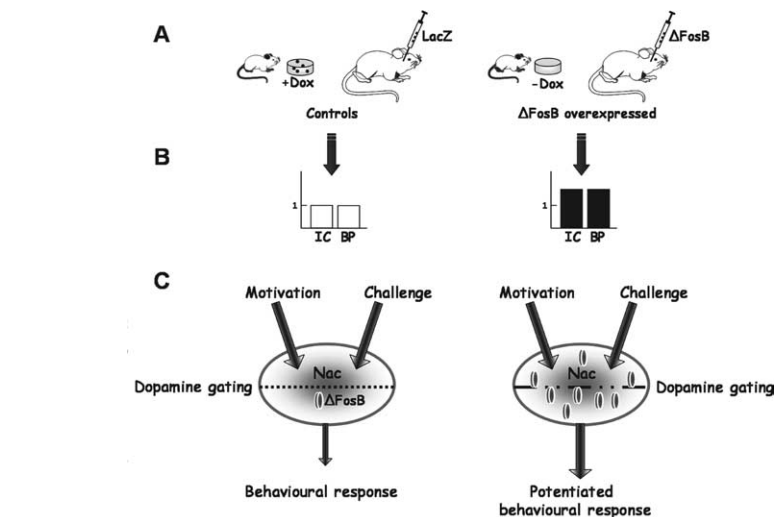 A
LacZ
ΔFosB
+Dox
-Dox
Controls
ΔFosB overexpressed
B
1
1
IC BP
IC BP
C
Motivation
Challenge
Motivation
Challenge
Nac
Nac
Dopamine gating
ΔFosB
Dopamine gating
Behavioural response
Potentiated
behavioural response